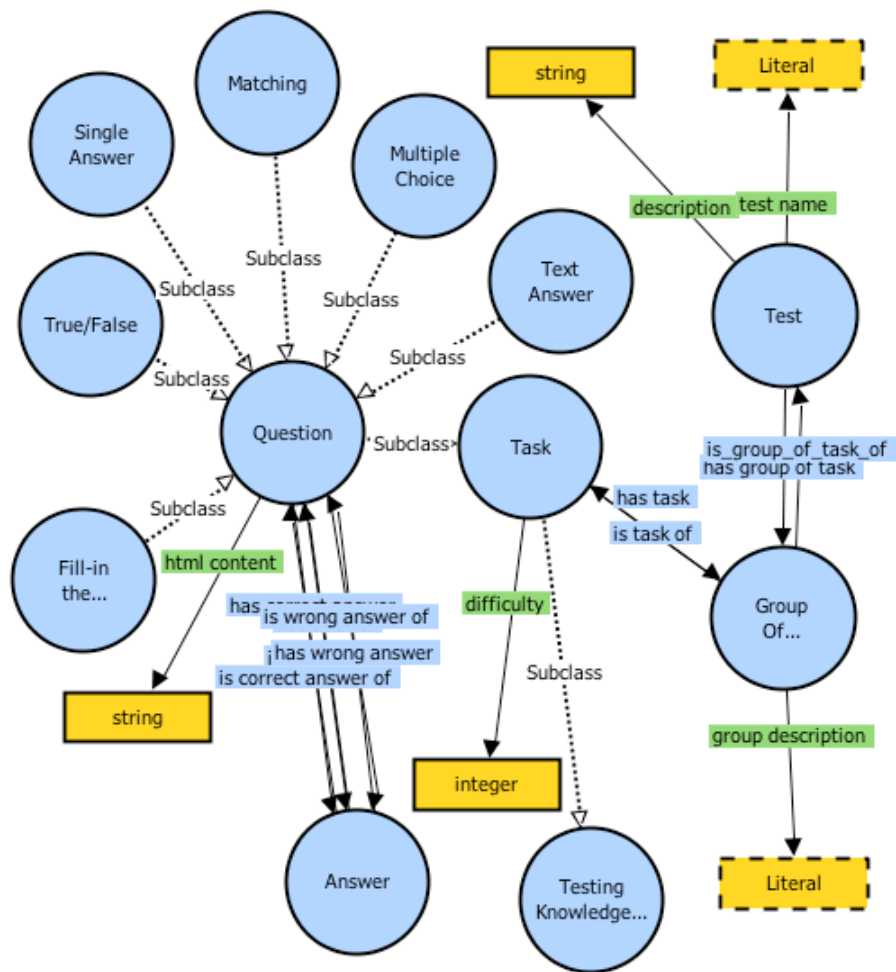 Matching
string
Literal
Single
Answer
Multiple
Choice
description
test name
Subclass
Text
Answer
Subclass
Subclass
Test
True/False
Subclass
Subclass
Question
Subclass
Task
is_group_of_task_of
has group of task
Subclass
has task
is task of
Fill-in
the...
html content
difficulty
Group
Of...
has correct answer
is wrong answer of
has wrong answer
is correct answer of
Subclass
string
group description
integer
Answer
Testing
Knowledge...
Literal